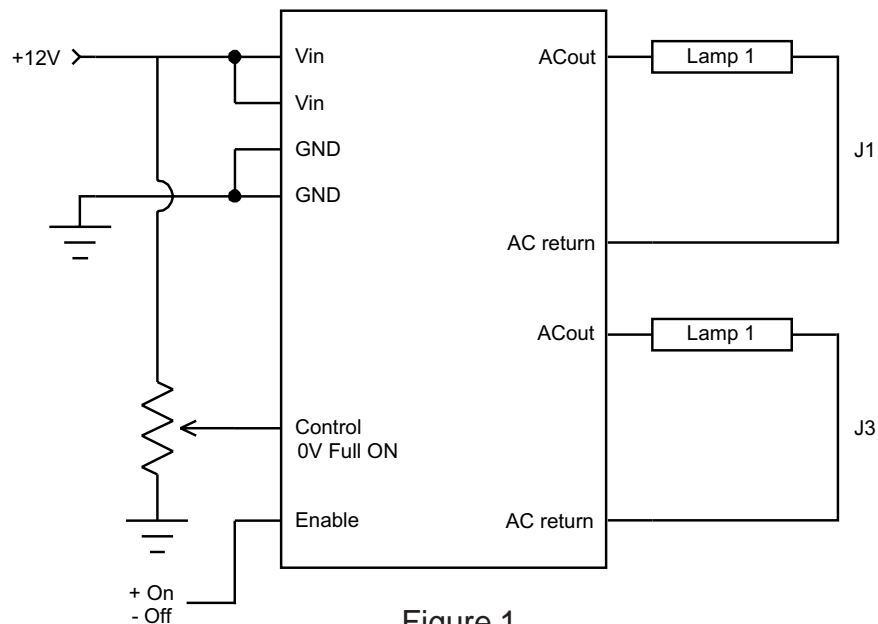 +12V
Vin
Vin
GND
GND
Control
0V Full ON
Enable
+ On
- Off
ACout
Lamp 1
J1
AC return
ACout
Lamp 1
J3
AC return
Figure 1